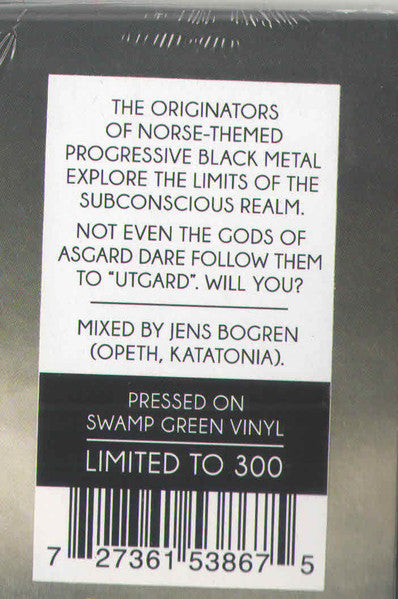 THE ORIGINATORS
OF NORSE-THEMED
PROGRESSIVE BLACK METAL
EXPLORE THE LIMITS OF THE
SUBCONSCIOUS REALM.
NOT EVEN THE GODS OF
ASGARD DARE FOLLOW THEM
TO "UTGARD". WILL YOU?
MIXED BY JENS BOGREN
(OPETH, KATATONIA).
PRESSED ON
SWAMP GREEN VINYL
LIMITED TO 300
7 27361 53867 5